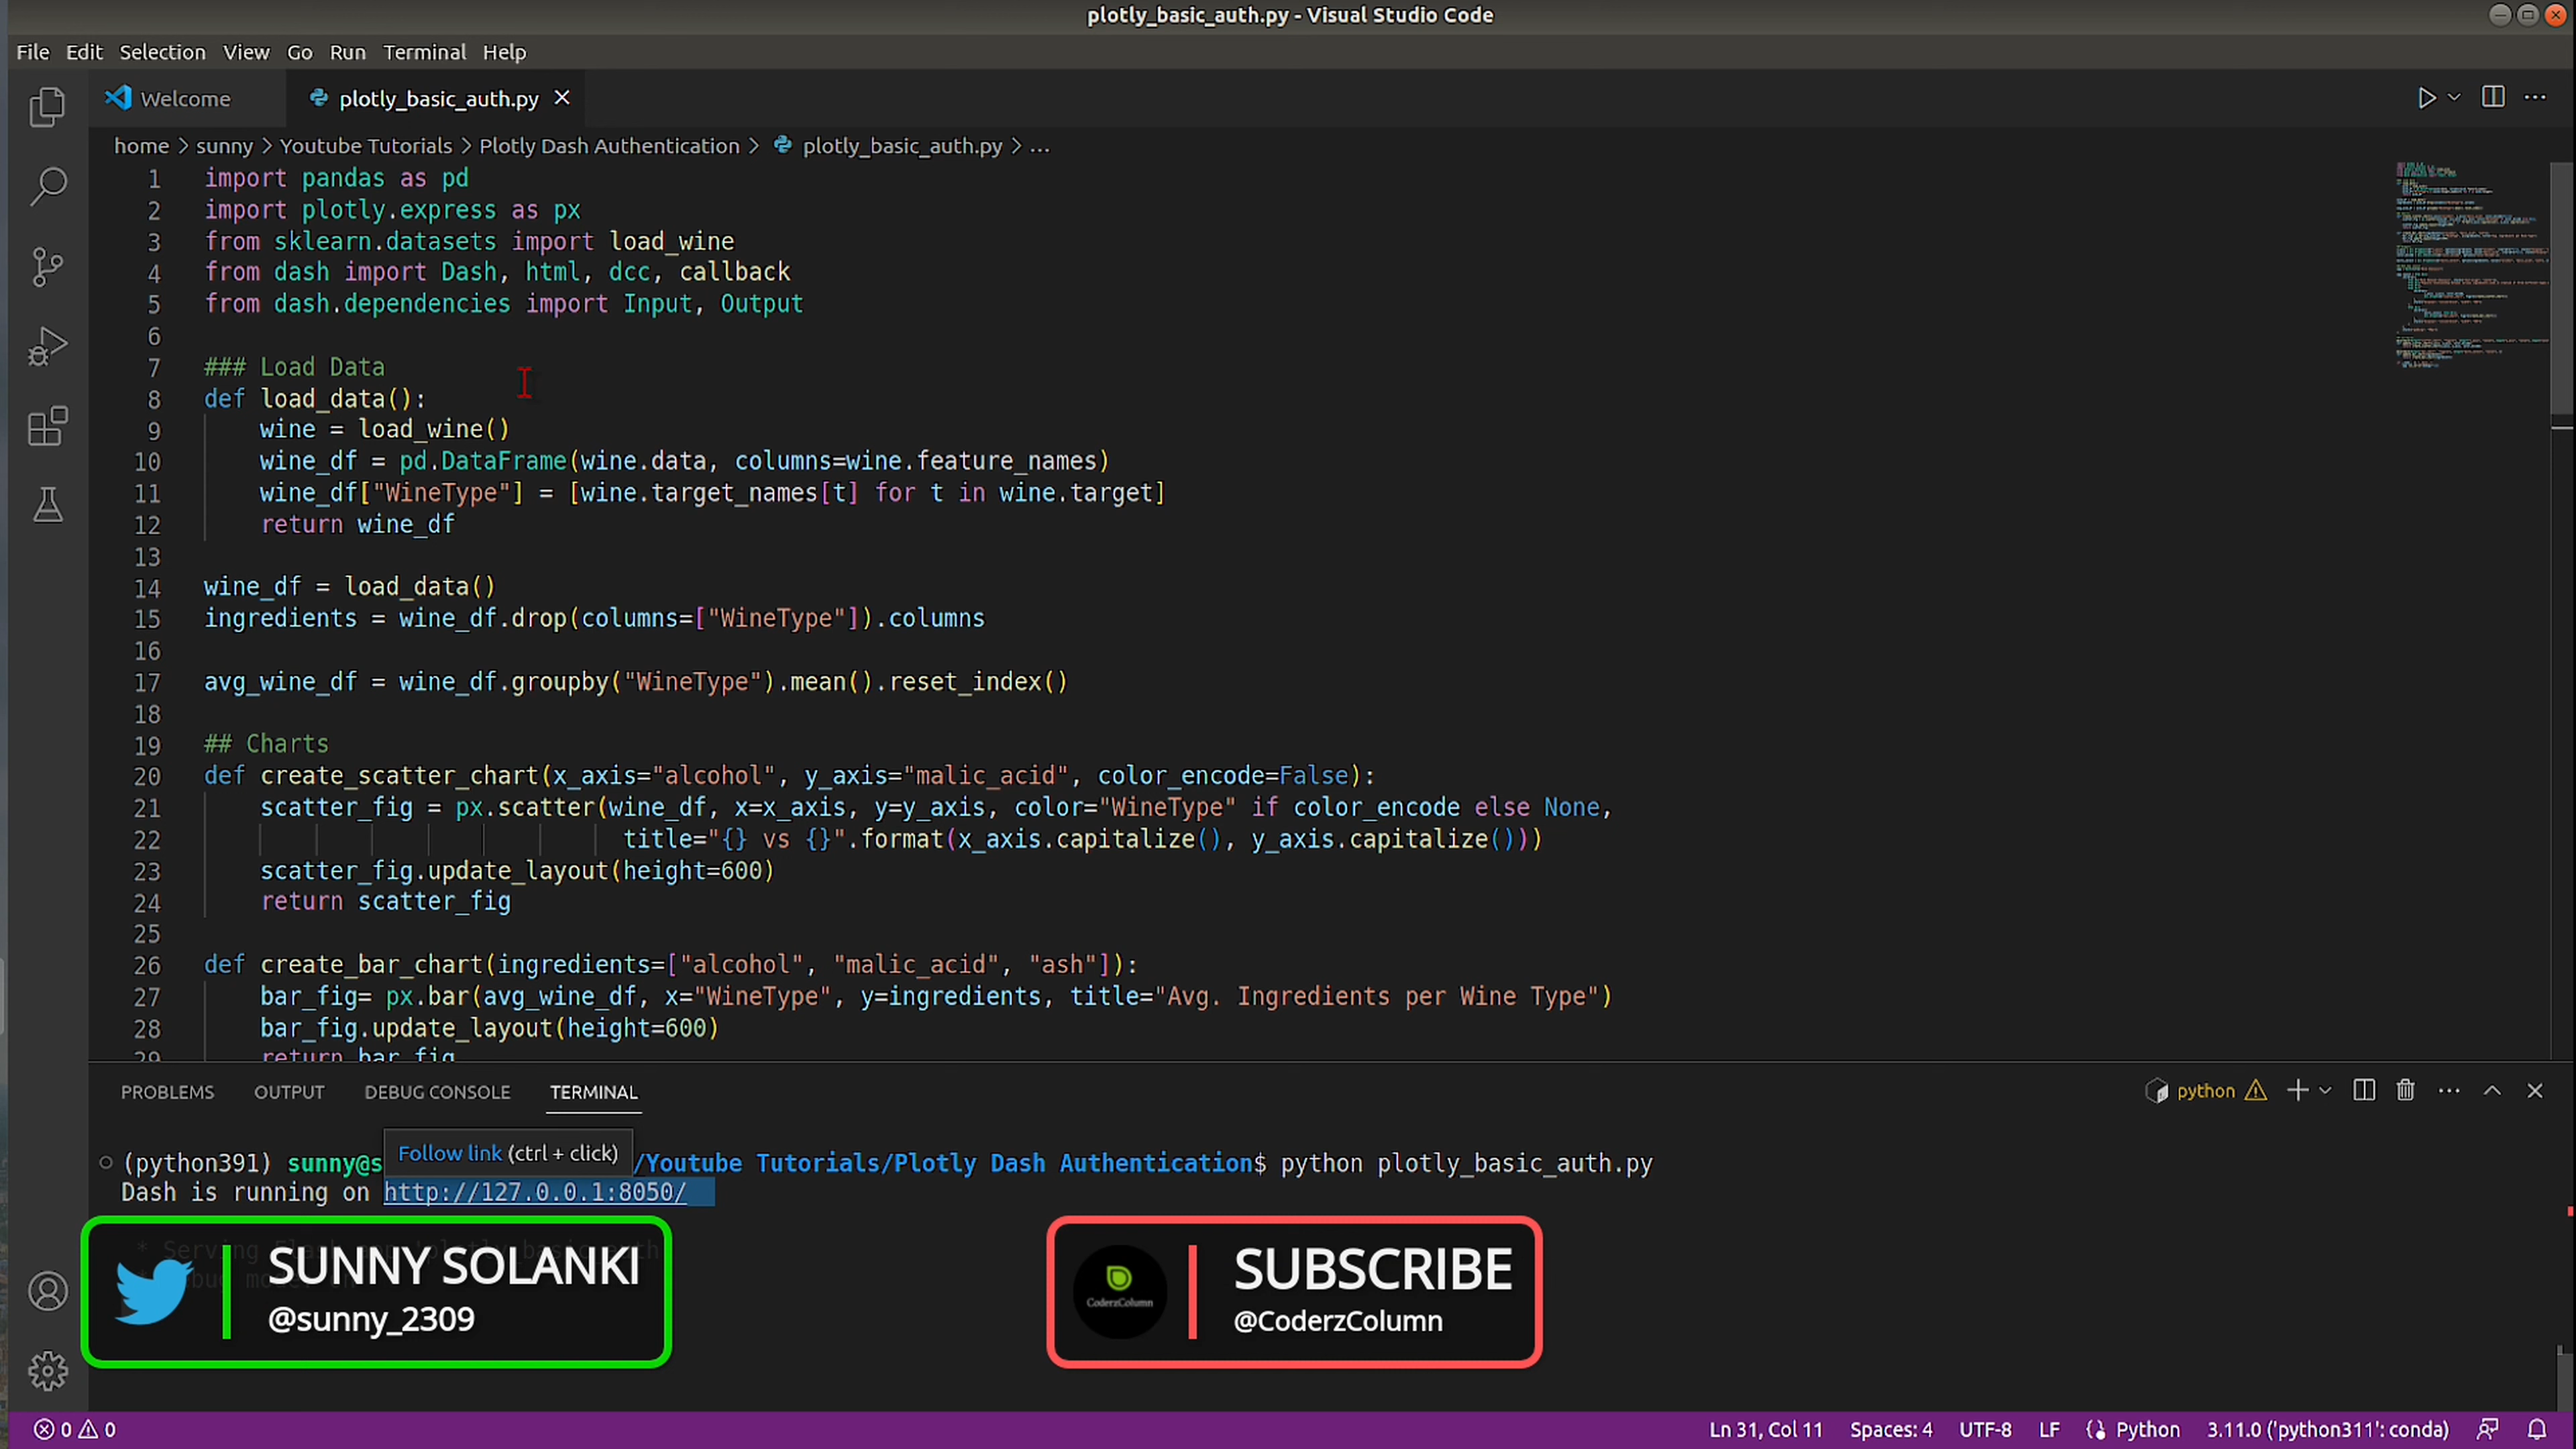 plotly_basic_auth.py - Visual Studio Code
File Edit Selection View Go Run Terminal Help
Welcome plotly_basic_auth.py
home > sunny > Youtube Tutorials > Plotly Dash Authentication > plotly_basic_auth.py > ...
1 import pandas as pd
2 import plotly.express as px
3 from sklearn.datasets import load_wine
4 from dash import Dash, html, dcc, callback
5 from dash.dependencies import Input, Output
6
7 ### Load Data
8 def load_data():
9     wine = load_wine()
10     wine_df = pd.DataFrame(wine.data, columns=wine.feature_names)
11     wine_df["WineType"] = [wine.target_names[t] for t in wine.target]
12     return wine_df
13
14 wine_df = load_data()
15 ingredients = wine_df.drop(columns=["WineType"]).columns
16
17 avg_wine_df = wine_df.groupby("WineType").mean().reset_index()
18
19 ## Charts
20 def create_scatter_chart(x_axis="alcohol", y_axis="malic_acid", color_encode=False):
21     scatter_fig = px.scatter(wine_df, x=x_axis, y=y_axis, color="WineType" if color_encode else None,
22                               title="{} vs {}".format(x_axis.capitalize(), y_axis.capitalize()))
23     scatter_fig.update_layout(height=600)
24     return scatter_fig
25
26 def create_bar_chart(ingredients=["alcohol", "malic_acid", "ash"]):
27     bar_fig= px.bar(avg_wine_df, x="WineType", y=ingredients, title="Avg. Ingredients per Wine Type")
28     bar_fig.update_layout(height=600)
29     return bar_fig
PROBLEMS OUTPUT DEBUG CONSOLE TERMINAL python
Follow link (ctrl + click)
(python391) sunny@s /Youtube Tutorials/Plotly Dash Authentication$ python plotly_basic_auth.py
Dash is running on http://127.0.0.1:8050/
* Serving Flask app 'plotly_basic_auth'
SUNNY SOLANKI
@sunny_2309
CoderzColumn
SUBSCRIBE
@CoderzColumn
0 0 Ln 31, Col 11 Spaces: 4 UTF-8 LF Python 3.11.0 ('python311': conda)